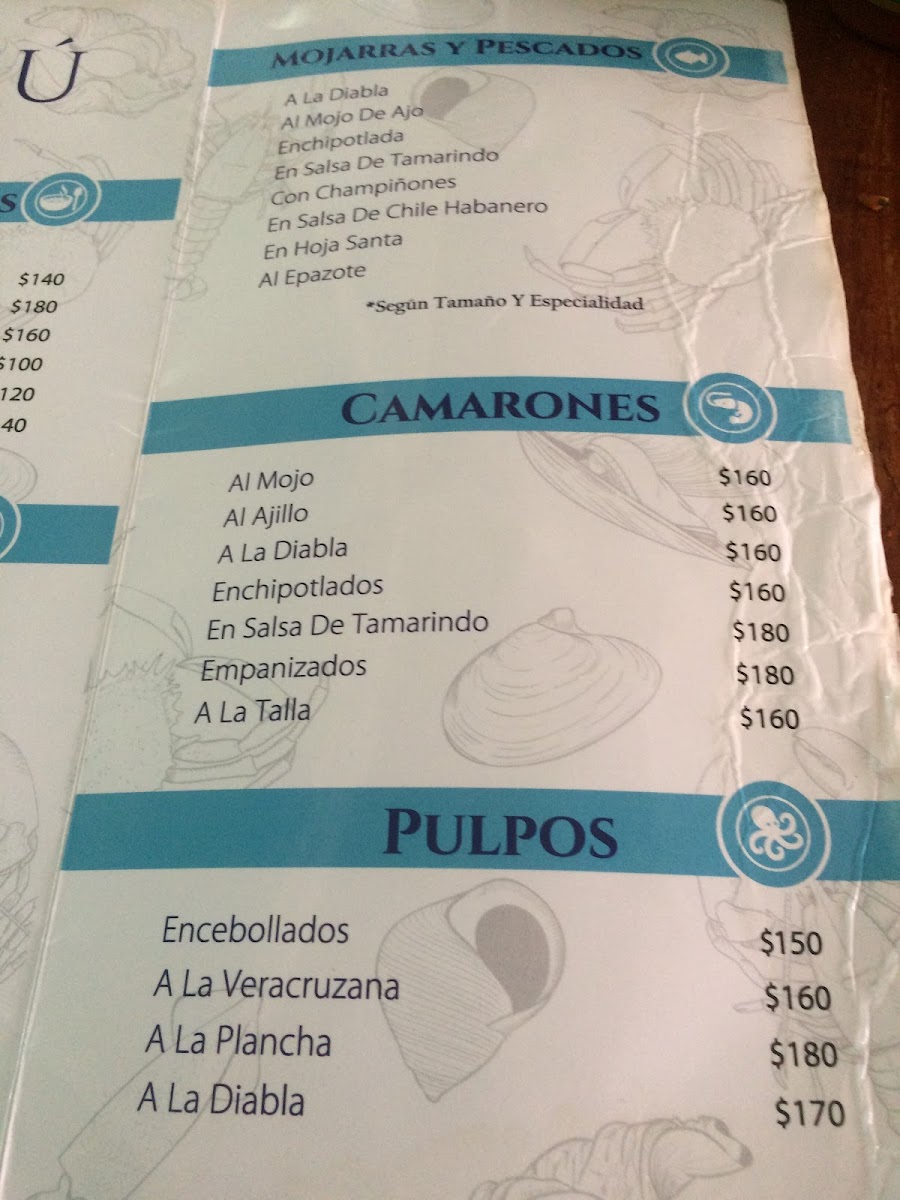 Ú
$140
$180
$160
$100
120
40
MOJARRAS Y PESCADOS
A La Diabla
Al Mojo De Ajo
Enchipotlada
En Salsa De Tamarindo
Con Champiñones
En Salsa De Chile Habanero
En Hoja Santa
Al Epazote
*Según Tamaño Y Especialidad
CAMARONES
Al Mojo $160
Al Ajillo $160
A La Diabla $160
Enchipotlados $160
En Salsa De Tamarindo $180
Empanizados $180
A La Talla $160
PULPOS
Encebollados $150
A La Veracruzana $160
A La Plancha $180
A La Diabla $170